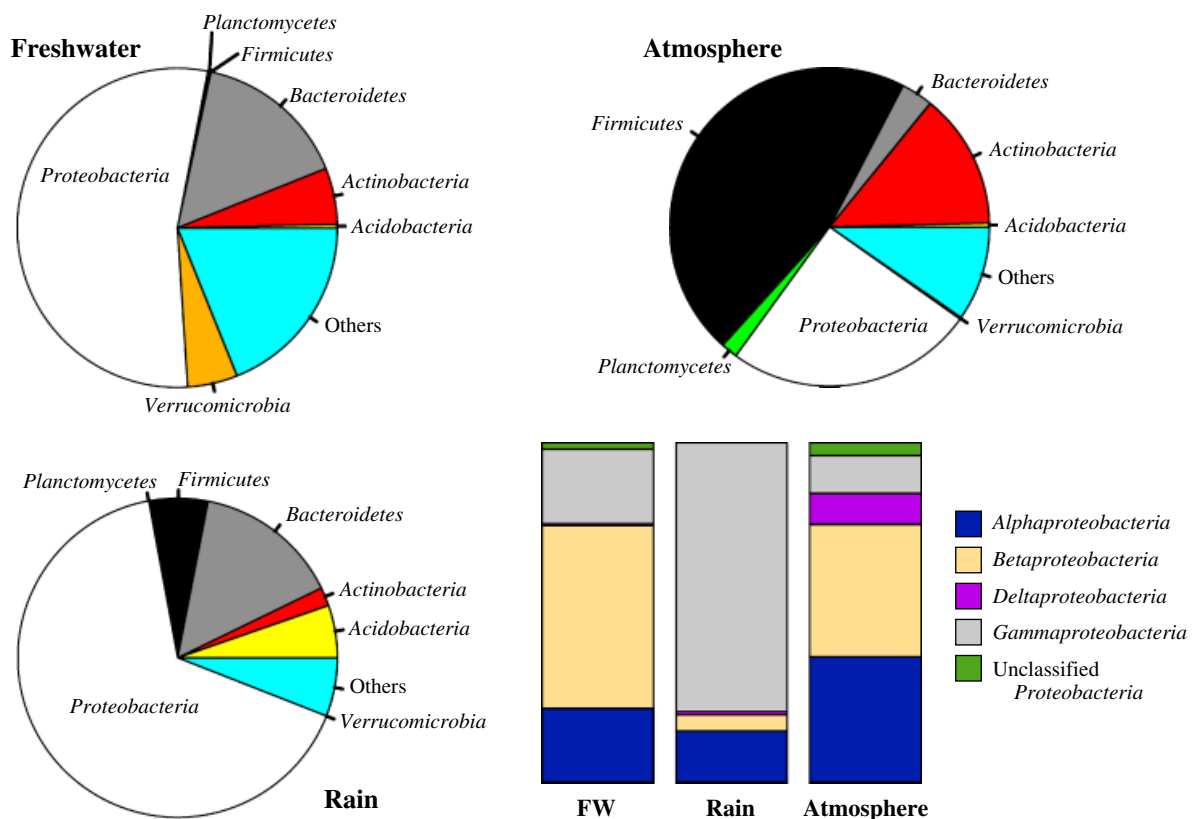 Planctomycetes
Freshwater
Firmicutes
Bacteroidetes
Proteobacteria
Actinobacteria
Acidobacteria
Others
Verrucomicrobia
Atmosphere
Bacteroidetes
Firmicutes
Actinobacteria
Acidobacteria
Others
Verrucomicrobia
Proteobacteria
Planctomycetes
Planctomycetes
Firmicutes
Bacteroidetes
Actinobacteria
Acidobacteria
Others
Proteobacteria
Verrucomicrobia
Rain
Alphaproteobacteria
Betaproteobacteria
Deltaproteobacteria
Gammaproteobacteria
Unclassified
Proteobacteria
FW
Rain
Atmosphere